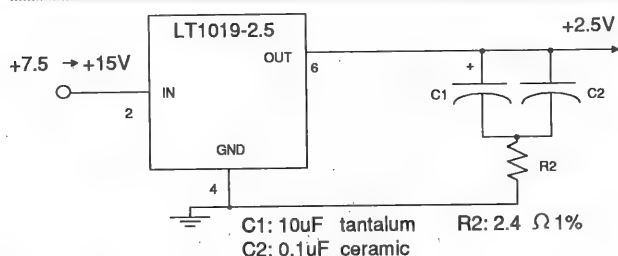 LT1019-2.5
+2.5V
OUT
6
+7.5 → +15V
+
C1
C2
IN
2
GND
R2
4
C1: 10uF tantalum R2: 2.4 Ω 1%
C2: 0.1uF ceramic